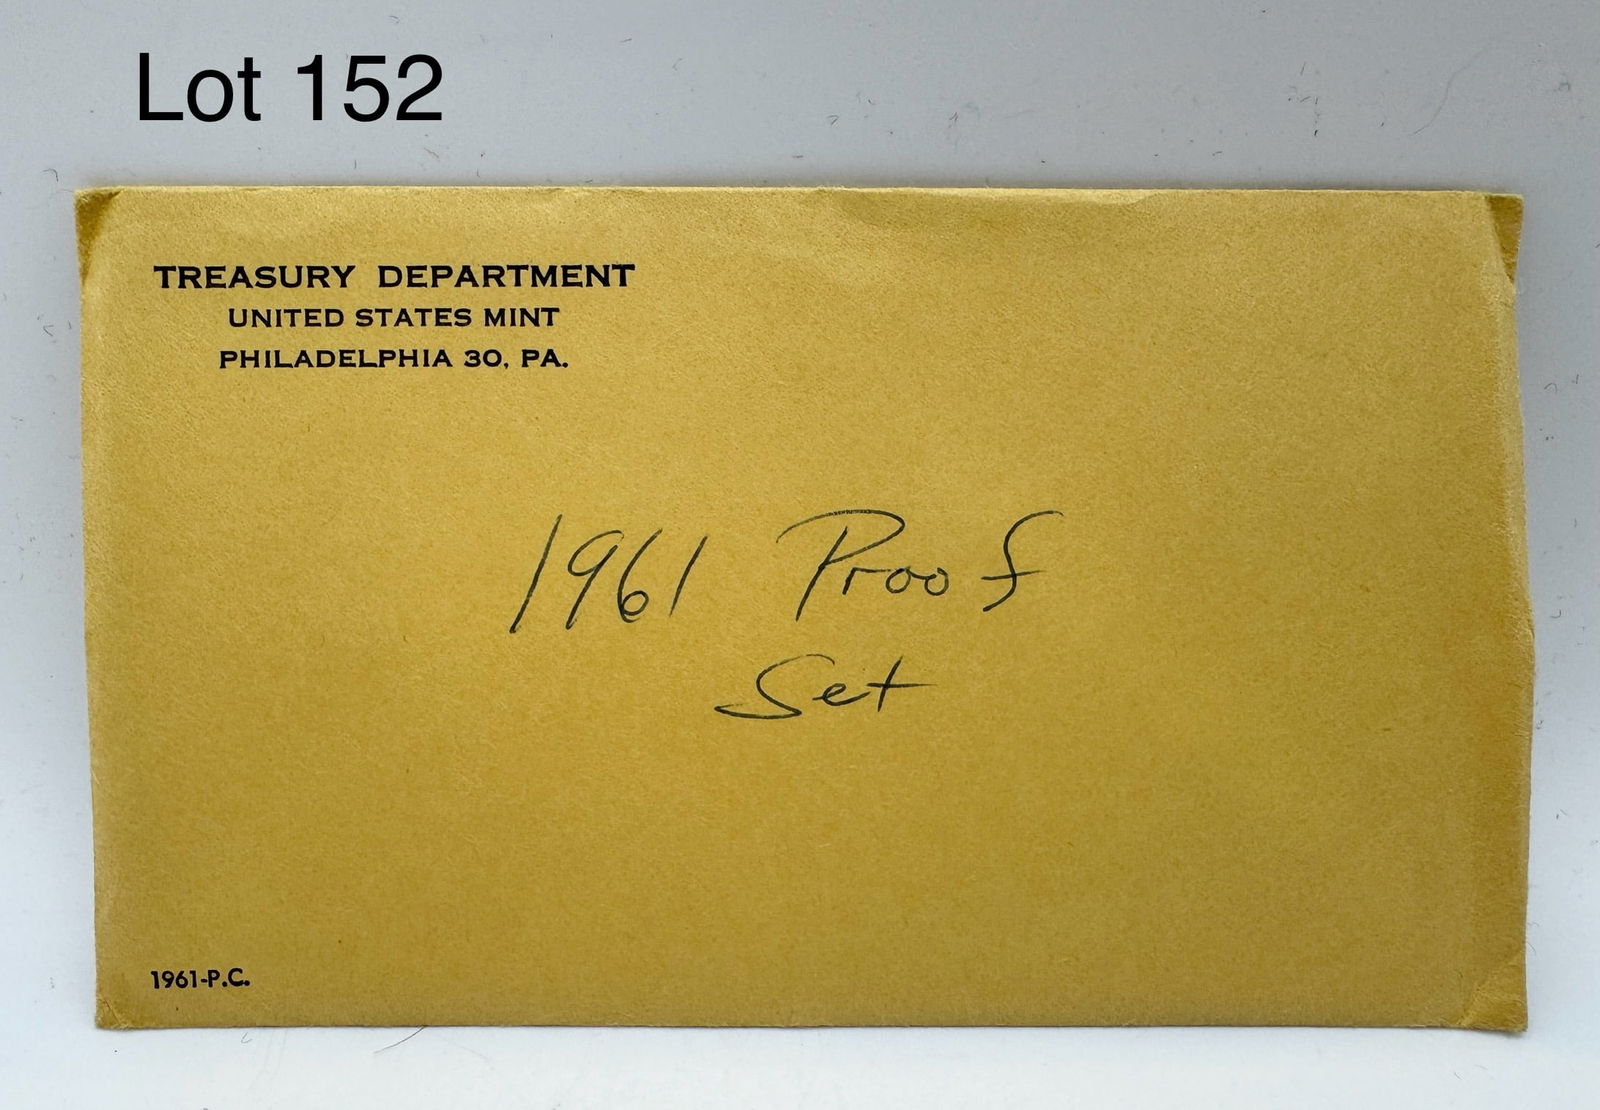 Lot 152
TREASURY DEPARTMENT
UNITED STATES MINT
PHILADELPHIA 30, PA.
1961 Proof
Set
1961-P.C.